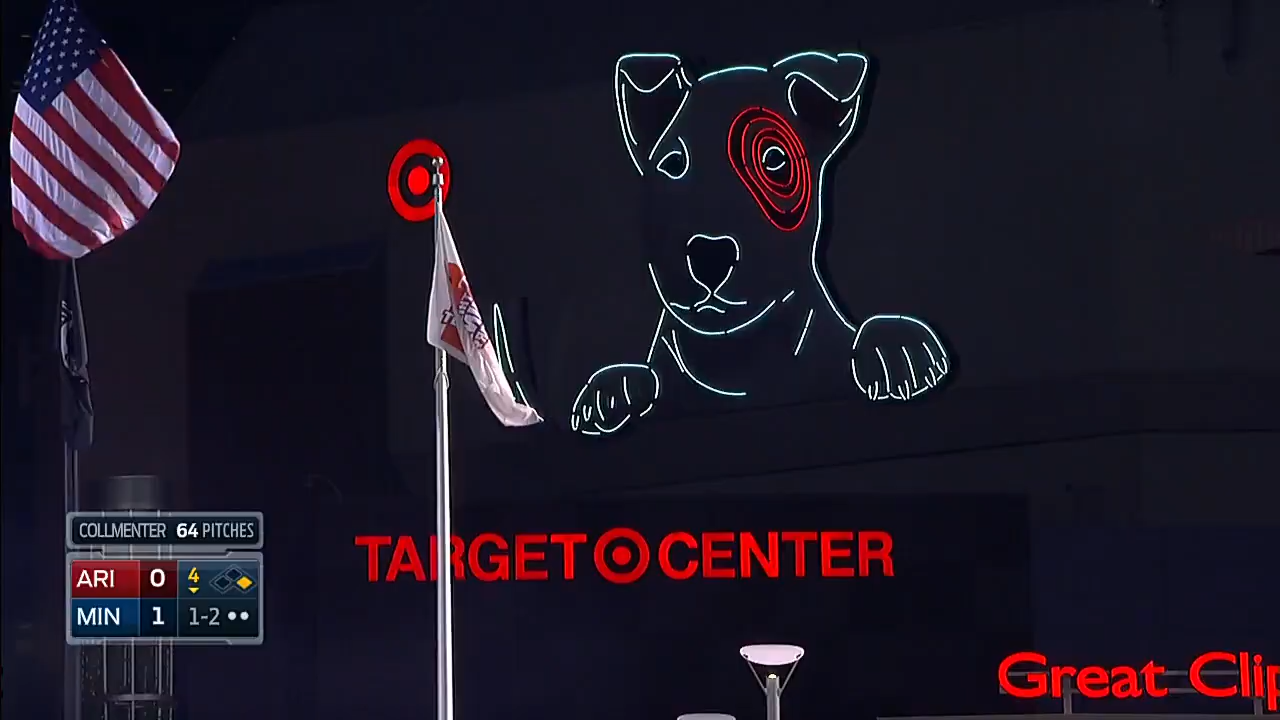 TARGET CENTER
COLLMENTER 64 PITCHES
ARI 0 4
MIN 1 1-2
Great Clip